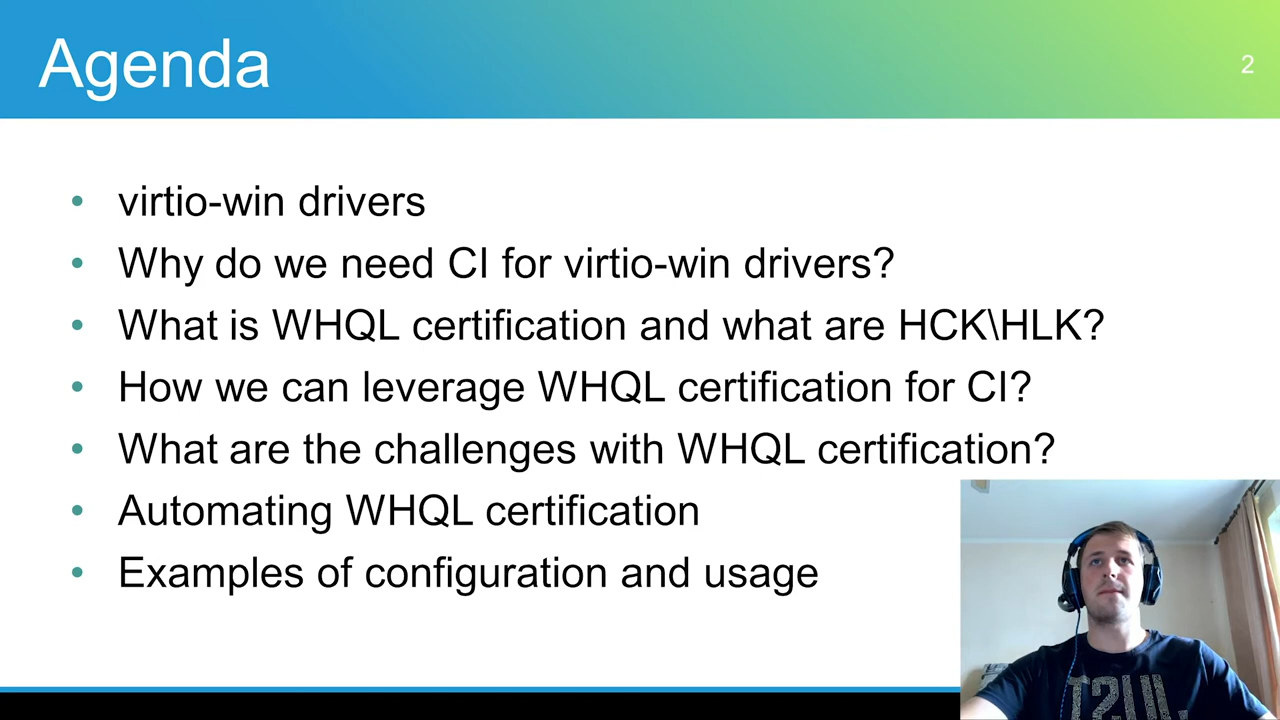 Agenda
2
• virtio-win drivers
• Why do we need CI for virtio-win drivers?
• What is WHQL certification and what are HCK\HLK?
• How we can leverage WHQL certification for CI?
• What are the challenges with WHQL certification?
• Automating WHQL certification
• Examples of configuration and usage